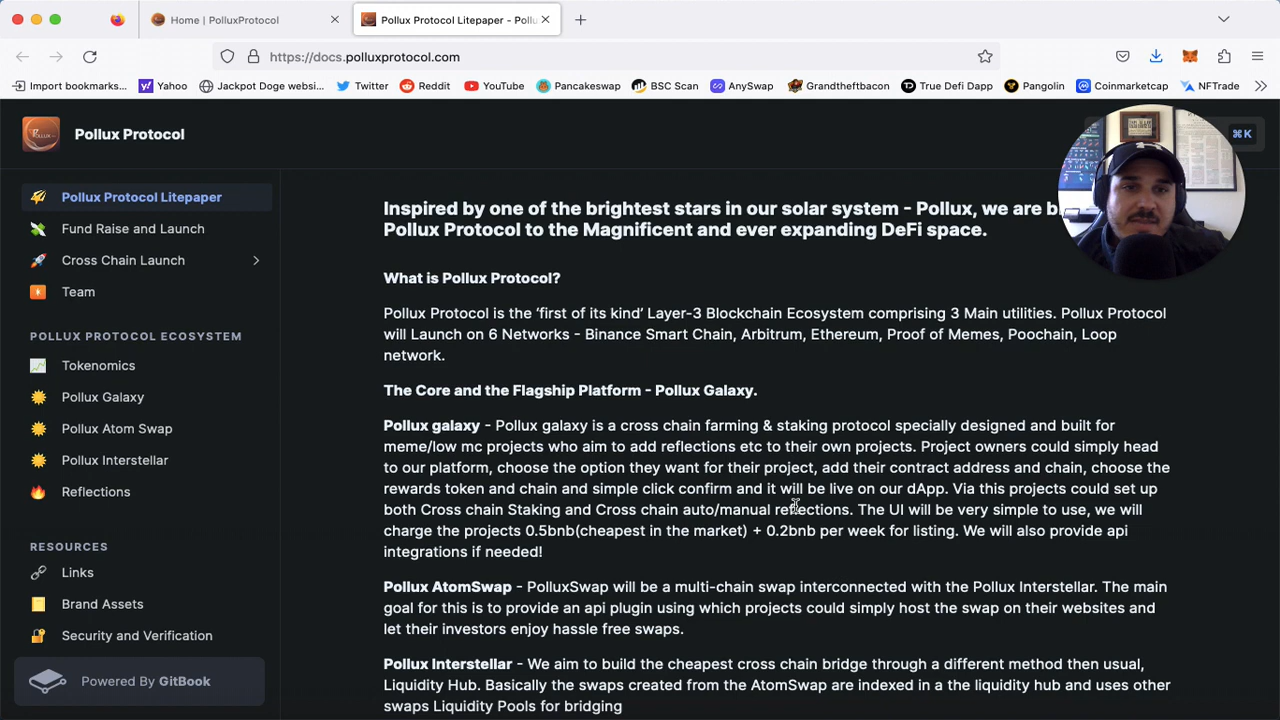 Home | PolluxProtocol
Pollux Protocol Litepaper - Pollu
https://docs.polluxprotocol.com
Import bookmarks...
Yahoo
Jackpot Doge websi...
Twitter
Reddit
YouTube
Pancakeswap
BSC Scan
AnySwap
Grandtheftbacon
True Defi Dapp
Pangolin
Coinmarketcap
NFTrade
Pollux Protocol
⌘K
Pollux Protocol Litepaper
Fund Raise and Launch
Cross Chain Launch
Team
POLLUX PROTOCOL ECOSYSTEM
Tokenomics
Pollux Galaxy
Pollux Atom Swap
Pollux Interstellar
Reflections
RESOURCES
Links
Brand Assets
Security and Verification
Powered By GitBook
Inspired by one of the brightest stars in our solar system - Pollux, we are
Pollux Protocol to the Magnificent and ever expanding DeFi space.
What is Pollux Protocol?
Pollux Protocol is the ‘first of its kind’ Layer-3 Blockchain Ecosystem comprising 3 Main utilities. Pollux Protocol
will Launch on 6 Networks - Binance Smart Chain, Arbitrum, Ethereum, Proof of Memes, Poochain, Loop
network.
The Core and the Flagship Platform - Pollux Galaxy.
Pollux galaxy - Pollux galaxy is a cross chain farming & staking protocol specially designed and built for
meme/low mc projects who aim to add reflections etc to their own projects. Project owners could simply head
to our platform, choose the option they want for their project, add their contract address and chain, choose the
rewards token and chain and simple click confirm and it will be live on our dApp. Via this projects could set up
both Cross chain Staking and Cross chain auto/manual reflections. The UI will be very simple to use, we will
charge the projects 0.5bnb(cheapest in the market) + 0.2bnb per week for listing. We will also provide api
integrations if needed!
Pollux AtomSwap - PolluxSwap will be a multi-chain swap interconnected with the Pollux Interstellar. The main
goal for this is to provide an api plugin using which projects could simply host the swap on their websites and
let their investors enjoy hassle free swaps.
Pollux Interstellar - We aim to build the cheapest cross chain bridge through a different method then usual,
Liquidity Hub. Basically the swaps created from the AtomSwap are indexed in a the liquidity hub and uses other
swaps Liquidity Pools for bridging